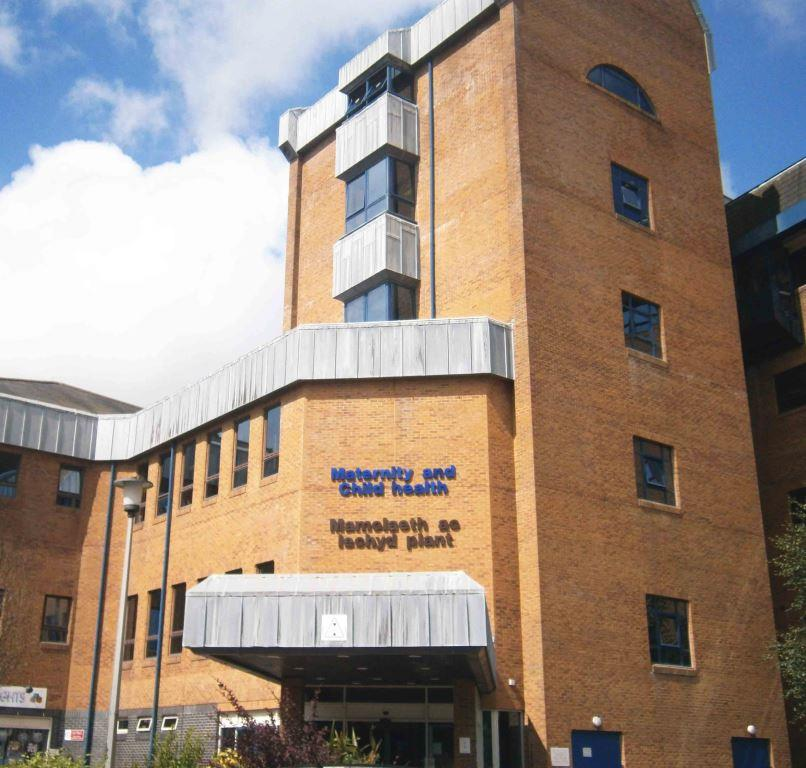 Maternity and
Child health
Mamolaeth ac
Iechyd plant